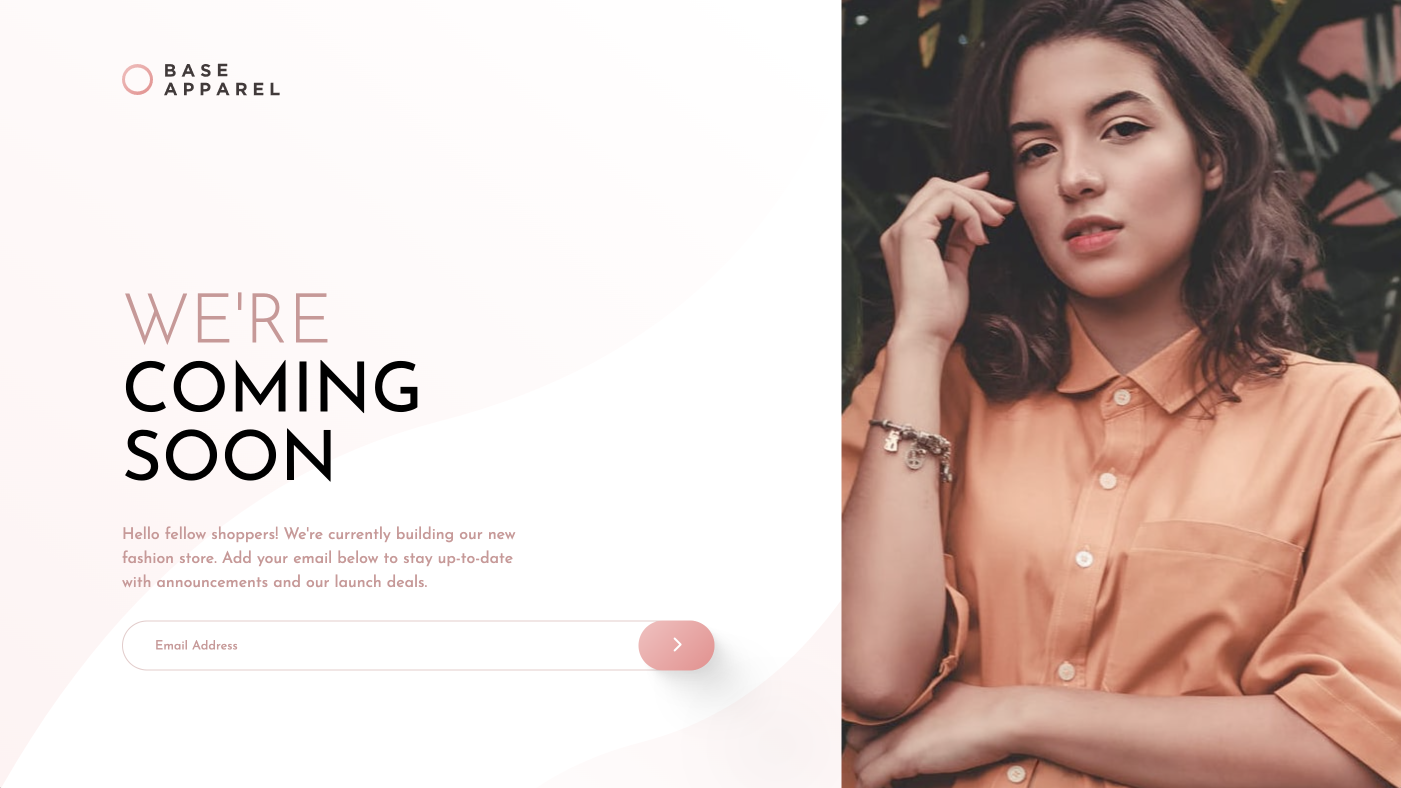 BASE
APPAREL
WE'RE
COMING
SOON
Hello fellow shoppers! We're currently building our new
fashion store. Add your email below to stay up-to-date
with announcements and our launch deals.
Email Address